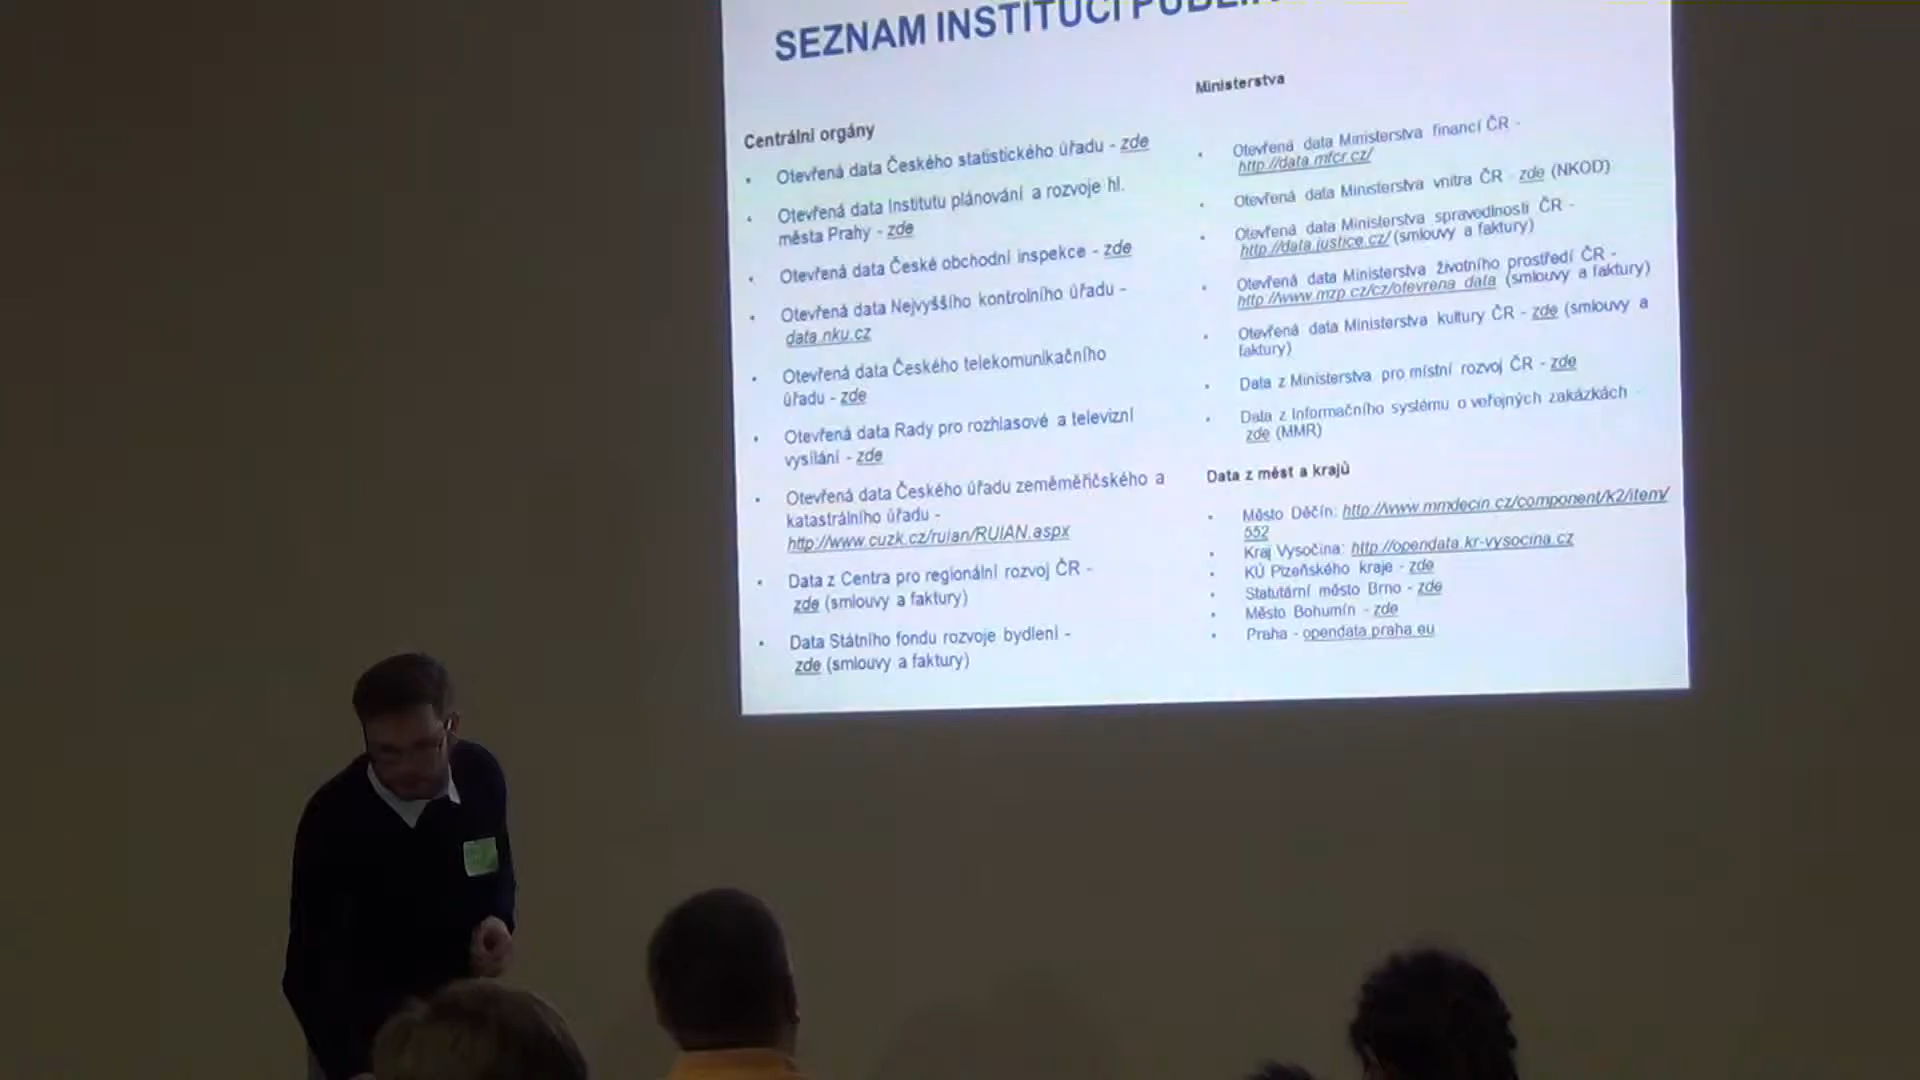 SEZNAM INSTITUCÍ
Centrální orgány
• Otevřená data Českého statistického úřadu - zde
• Otevřená data Institutu plánování a rozvoje hl.
města Prahy - zde
• Otevřená data České obchodní inspekce - zde
• Otevřená data Nejvyššího kontrolního úřadu -
data.nku.cz
• Otevřená data Českého telekomunikačního
úřadu - zde
• Otevřená data Rady pro rozhlasové a televizní
vysílání - zde
• Otevřená data Českého úřadu zeměměřičského a
katastrálního úřadu -
http://www.cuzk.cz/ruian/RUIAN.aspx
• Data z Centra pro regionální rozvoj ČR -
zde (smlouvy a faktury)
• Data Státního fondu rozvoje bydlení -
zde (smlouvy a faktury)
Ministerstva
• Otevřená data Ministerstva financí ČR -
http://data.mfcr.cz/
• Otevřená data Ministerstva vnitra ČR - zde (NKOD)
• Otevřená data Ministerstva spravedlnosti ČR -
http://data.justice.cz/ (smlouvy a faktury)
• Otevřená data Ministerstva životního prostředí ČR -
http://www.mzp.cz/cz/otevrena_data (smlouvy a faktury)
• Otevřená data Ministerstva kultury ČR - zde (smlouvy a
faktury)
• Data z Ministerstva pro místní rozvoj ČR - zde
• Data z Informačního systému o veřejných zakázkách -
zde (MMR)
Data z měst a krajů
• Město Děčín: http://www.mmdecin.cz/component/k2/item/
552
• Kraj Vysočina: http://opendata.kr-vysocina.cz
• KÚ Plzeňského kraje - zde
• Statutární město Brno - zde
• Město Bohumín - zde
• Praha - opendata.praha.eu